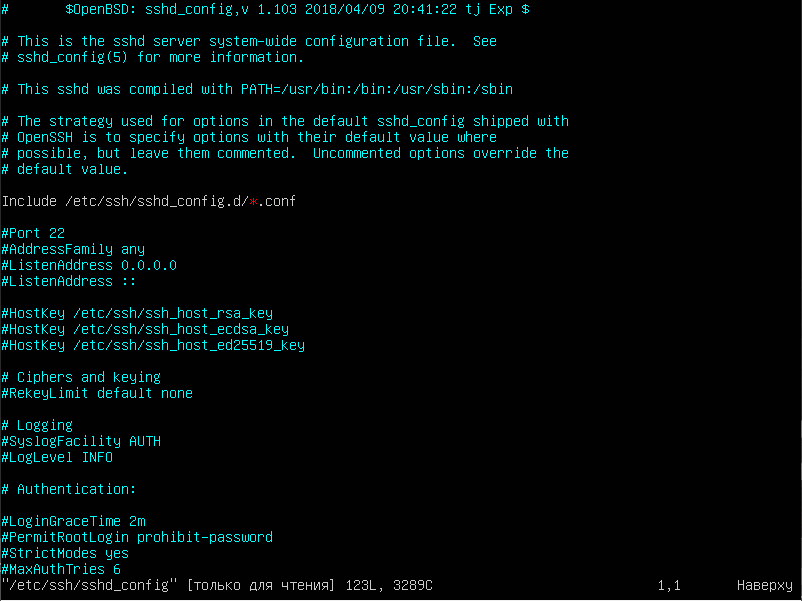 #       $OpenBSD: sshd_config,v 1.103 2018/04/09 20:41:22 tj Exp $

# This is the sshd server system-wide configuration file.  See
# sshd_config(5) for more information.

# This sshd was compiled with PATH=/usr/bin:/bin:/usr/sbin:/sbin

# The strategy used for options in the default sshd_config shipped with
# OpenSSH is to specify options with their default value where
# possible, but leave them commented.  Uncommented options override the
# default value.

Include /etc/ssh/sshd_config.d/*.conf

#Port 22
#AddressFamily any
#ListenAddress 0.0.0.0
#ListenAddress ::

#HostKey /etc/ssh/ssh_host_rsa_key
#HostKey /etc/ssh/ssh_host_ecdsa_key
#HostKey /etc/ssh/ssh_host_ed25519_key

# Ciphers and keying
#RekeyLimit default none

# Logging
#SyslogFacility AUTH
#LogLevel INFO

# Authentication:

#LoginGraceTime 2m
#PermitRootLogin prohibit-password
#StrictModes yes
#MaxAuthTries 6
"/etc/ssh/sshd_config" [только для чтения] 123L, 3289C 1,1 Наверху